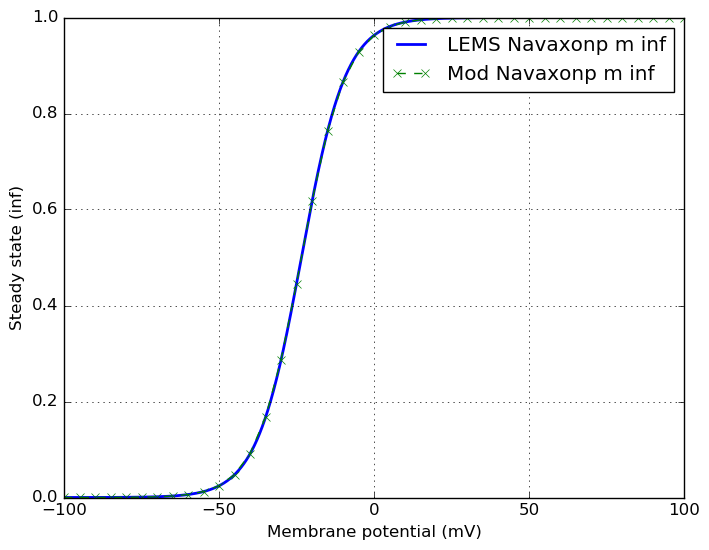 1.0
0.8
0.6
0.4
0.2
0.0
−100
−50
0
50
100
Steady state (inf)
Membrane potential (mV)
LEMS Navaxonp m inf
Mod Navaxonp m inf